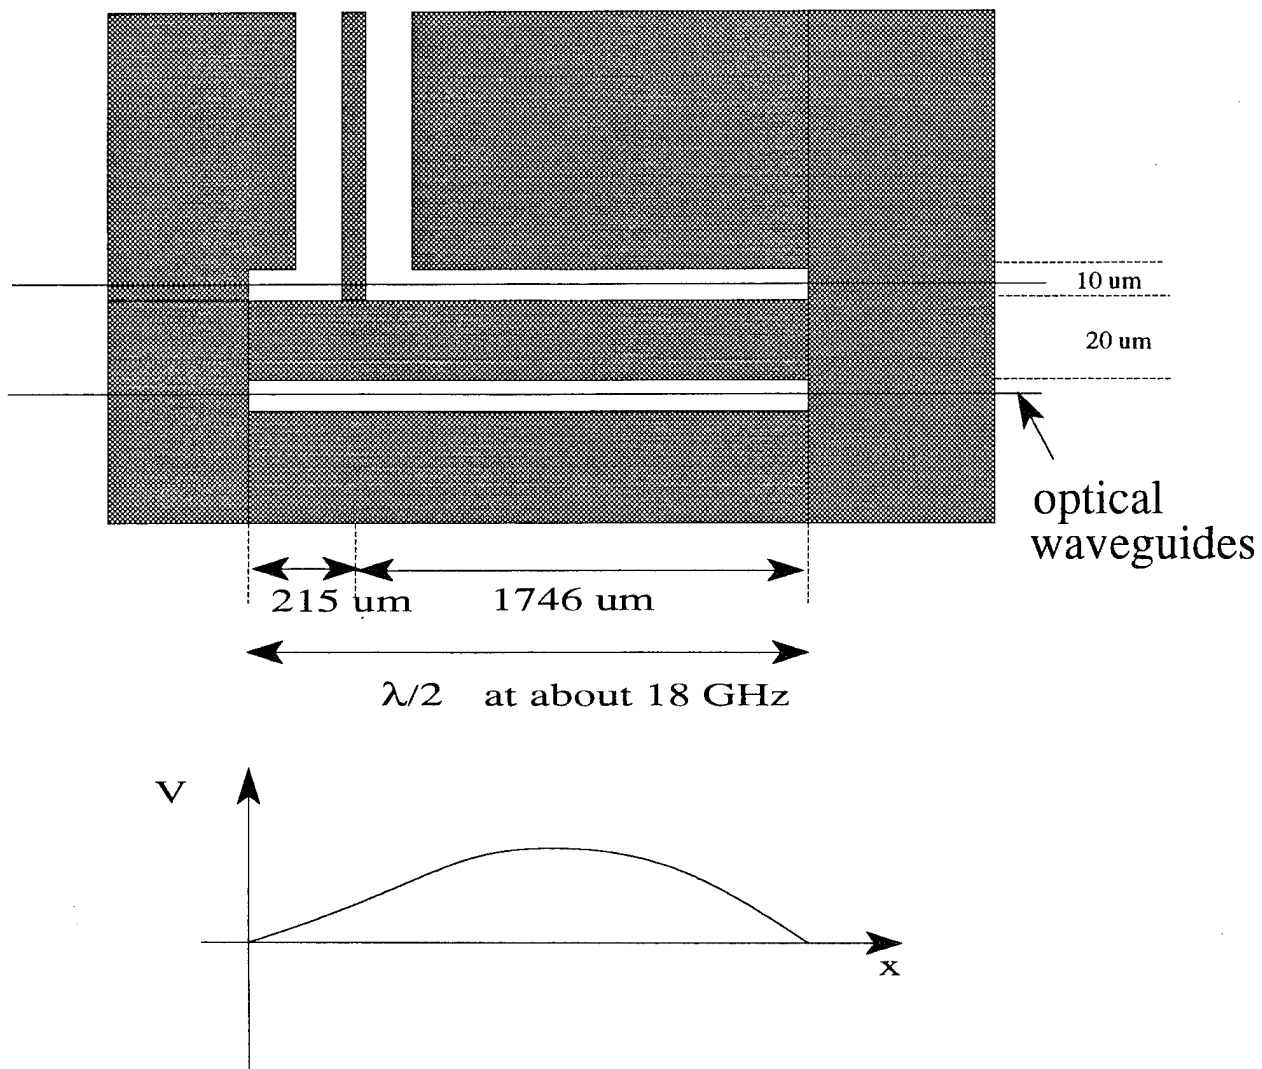 10 um
20 um
optical
waveguides
215 um 1746 um
λ/2 at about 18 GHz
V
x